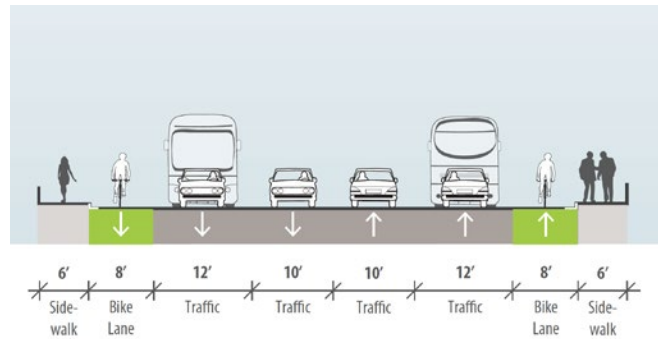 6’ 8’ 12’ 10’ 10’ 12’ 8’ 6’
Side- Bike Traffic Traffic Traffic Traffic Bike Side-
walk Lane Lane walk